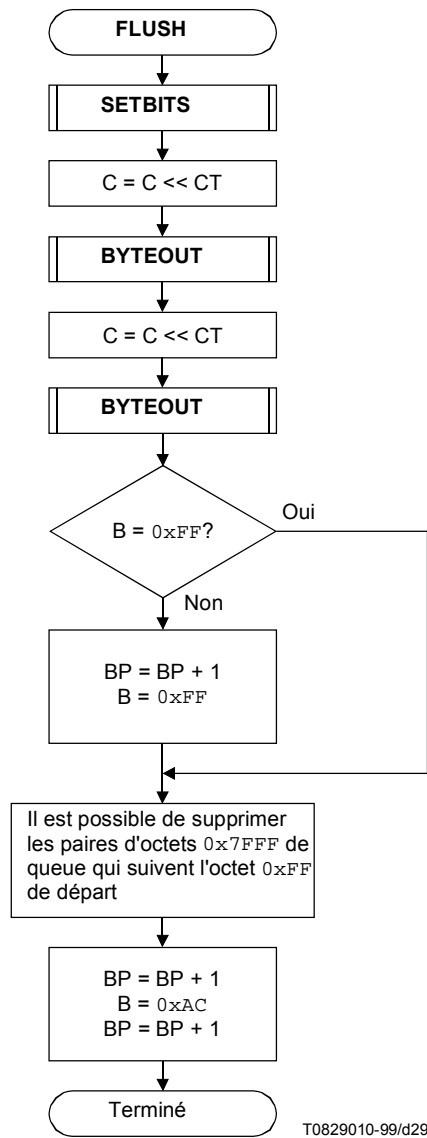 FLUSH
SETBITS
C = C << CT
BYTEOUT
C = C << CT
BYTEOUT
B = 0xFF?
Oui
Non
BP = BP + 1
B = 0xFF
Il est possible de supprimer
les paires d'octets 0x7FFF de
queue qui suivent l'octet 0xFF
de départ
BP = BP + 1
B = 0xAC
BP = BP + 1
Terminé
T0829010-99/d29